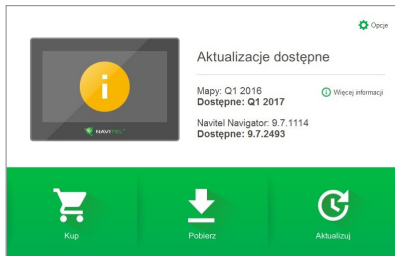 Opcje
Aktualizacje dostępne
Mapy: Q1 2016
Więcej informacji
Dostępne: Q1 2017
Navitel Navigator: 9.7.1114
Dostępne: 9.7.2493
NAVITEL
Kup
Pobierz
Aktualizuj